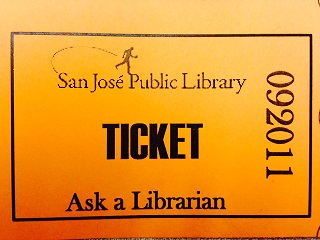 San José Public Library
TICKET
Ask a Librarian
092011